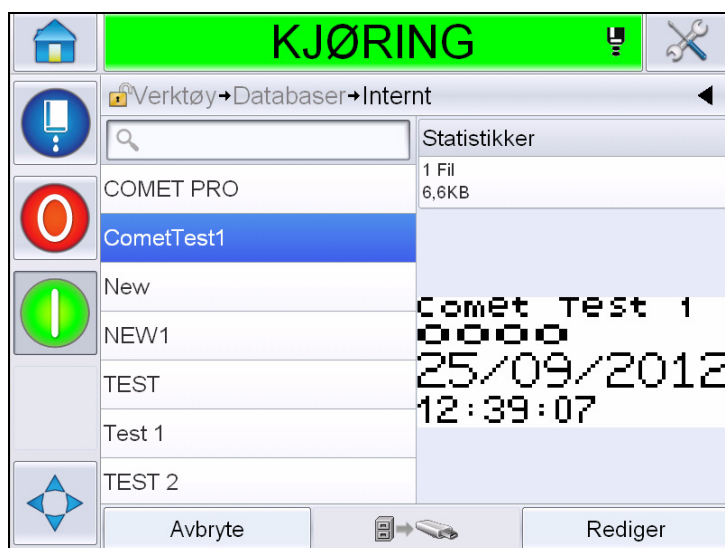 KJØRING
Verktøy→Databaser→Internt
Statistikker
1 Fil
6,6KB
COMET PRO
CometTest1
New
NEW1
TEST
Test 1
TEST 2
Comet Test 1
0000
25/09/2012
12:39:07
Avbryte
Rediger